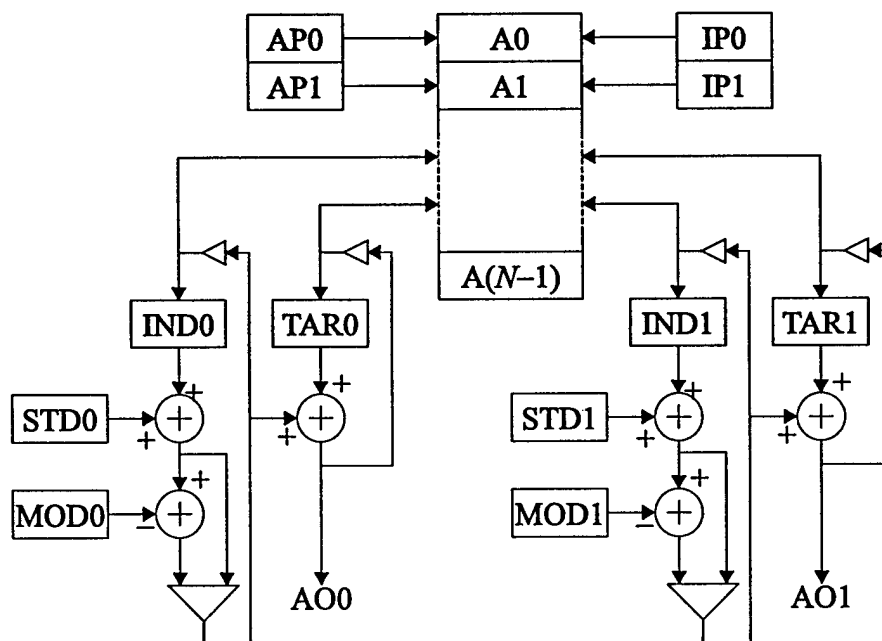 AP0 A0 IP0
AP1 A1 IP1
A(N–1)
IND0 TAR0 IND1 TAR1
+ + + +
STD0 + + STD1 + +
+ + + +
+ +
MOD0 + MOD1 +
– –
AO0 AO1